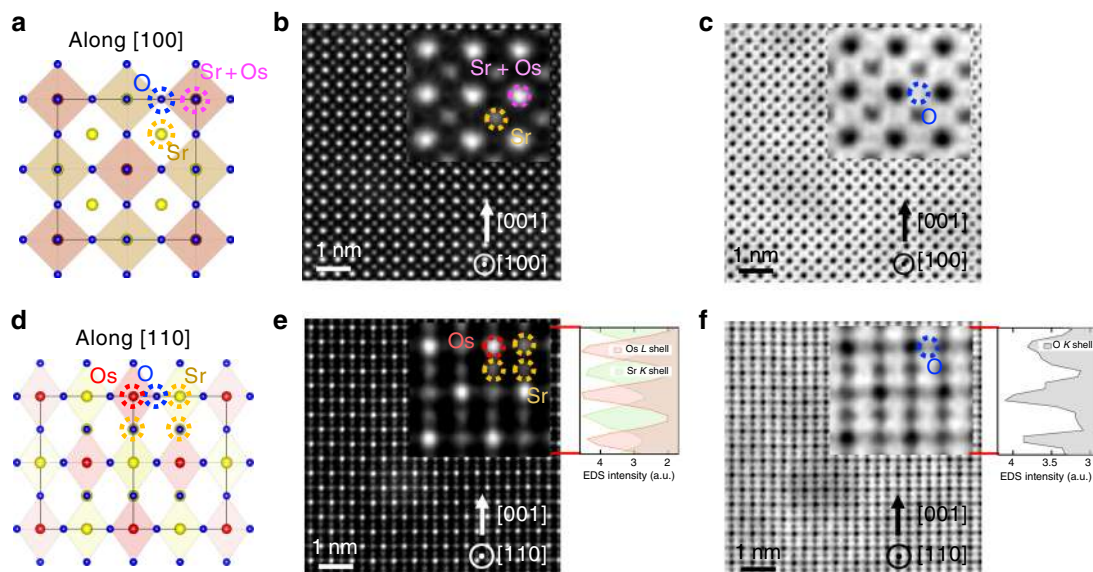 a
Along [100]
O
Sr+Os
Sr
b
Sr + Os
Sr
[001]
[100]
1 nm
c
O
[001]
[100]
1 nm
d
Along [110]
Os
O
Sr
e
Os
Sr
[001]
[110]
1 nm
Os L shell
Sr K shell
4
3
2
EDS intensity (a.u.)
f
O
[001]
[110]
1 nm
O K shell
4
3.5
3
EDS intensity (a.u.)